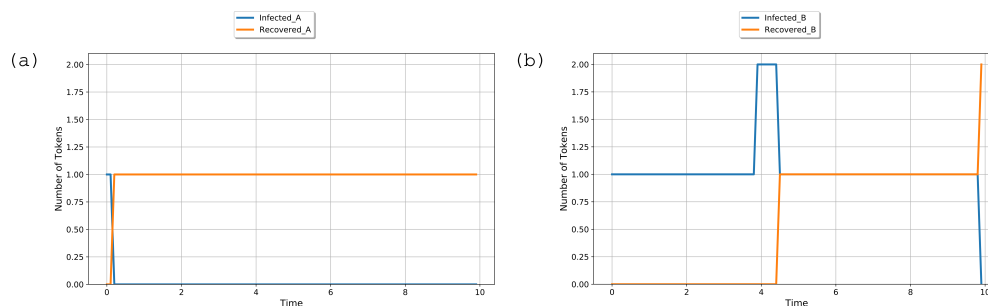 (a)
Infected_A
Recovered_A
Number of Tokens
2.00
1.75
1.50
1.25
1.00
0.75
0.50
0.25
0.00
0 2 4 6 8 10
Time
(b)
Infected_B
Recovered_B
Number of Tokens
2.00
1.75
1.50
1.25
1.00
0.75
0.50
0.25
0.00
0 2 4 6 8 10
Time